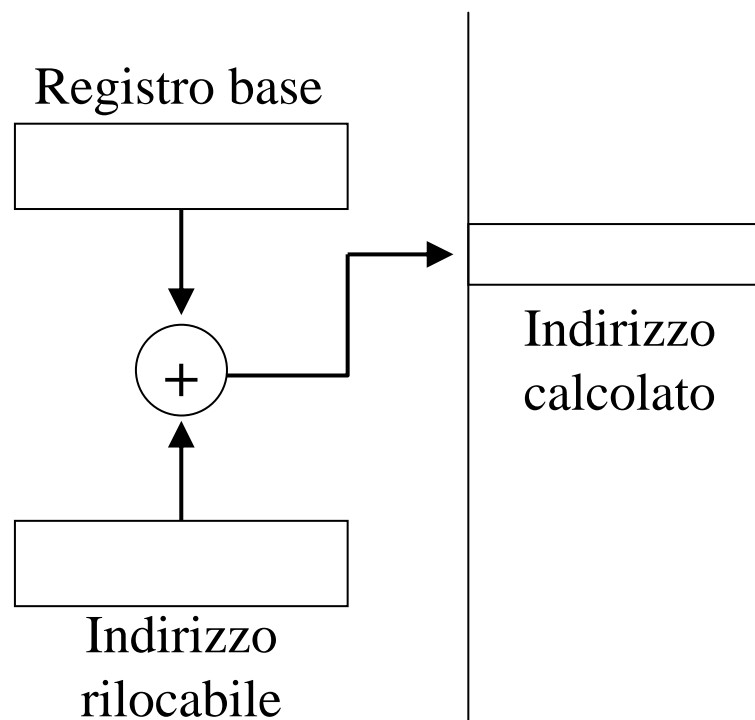 Registro base
+
Indirizzo
calcolato
Indirizzo
rilocabile